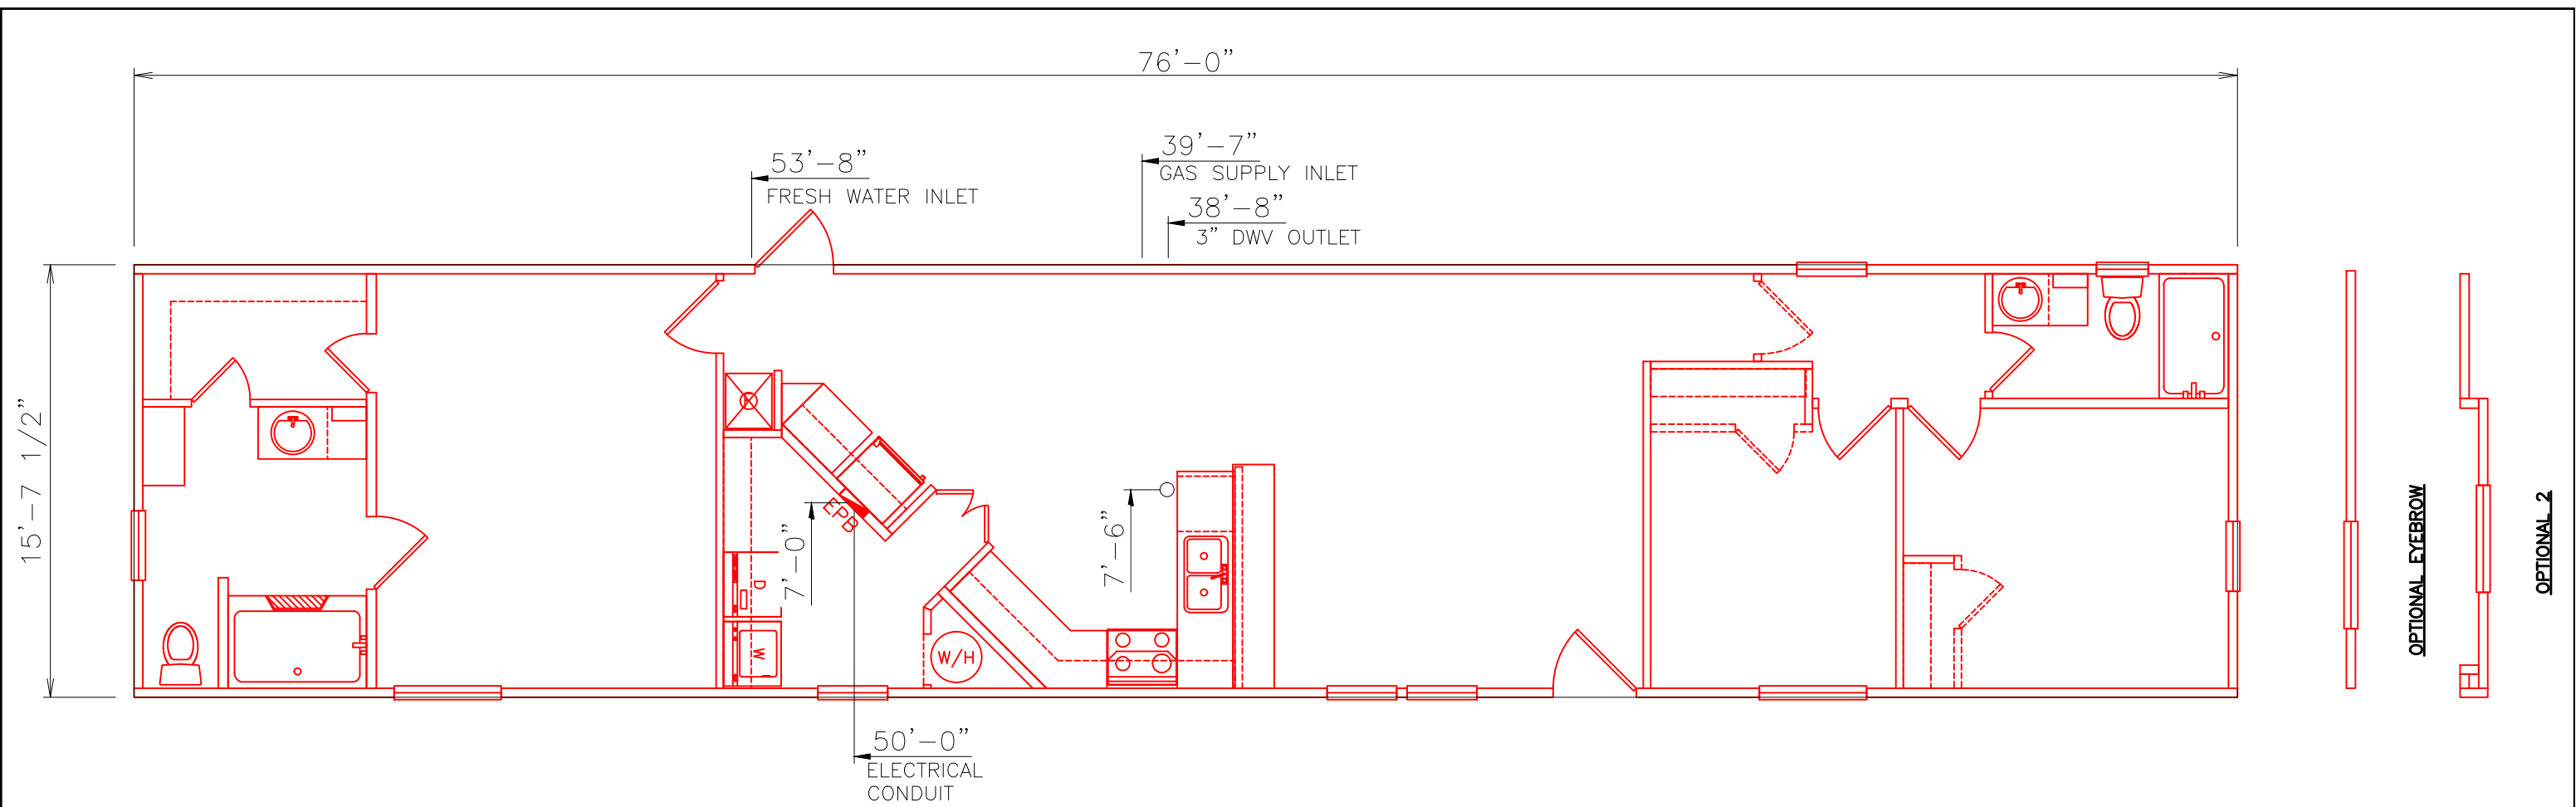 76'-0"
53'-8"
FRESH WATER INLET
39'-7"
GAS SUPPLY INLET
38'-8"
3" DWV OUTLET
15'-7 1/2"
F
EPB
7'-0"
7'-6"
D
W
W/H
50'-0"
ELECTRICAL
CONDUIT
OPTIONAL EYEBROW
OPTIONAL 2